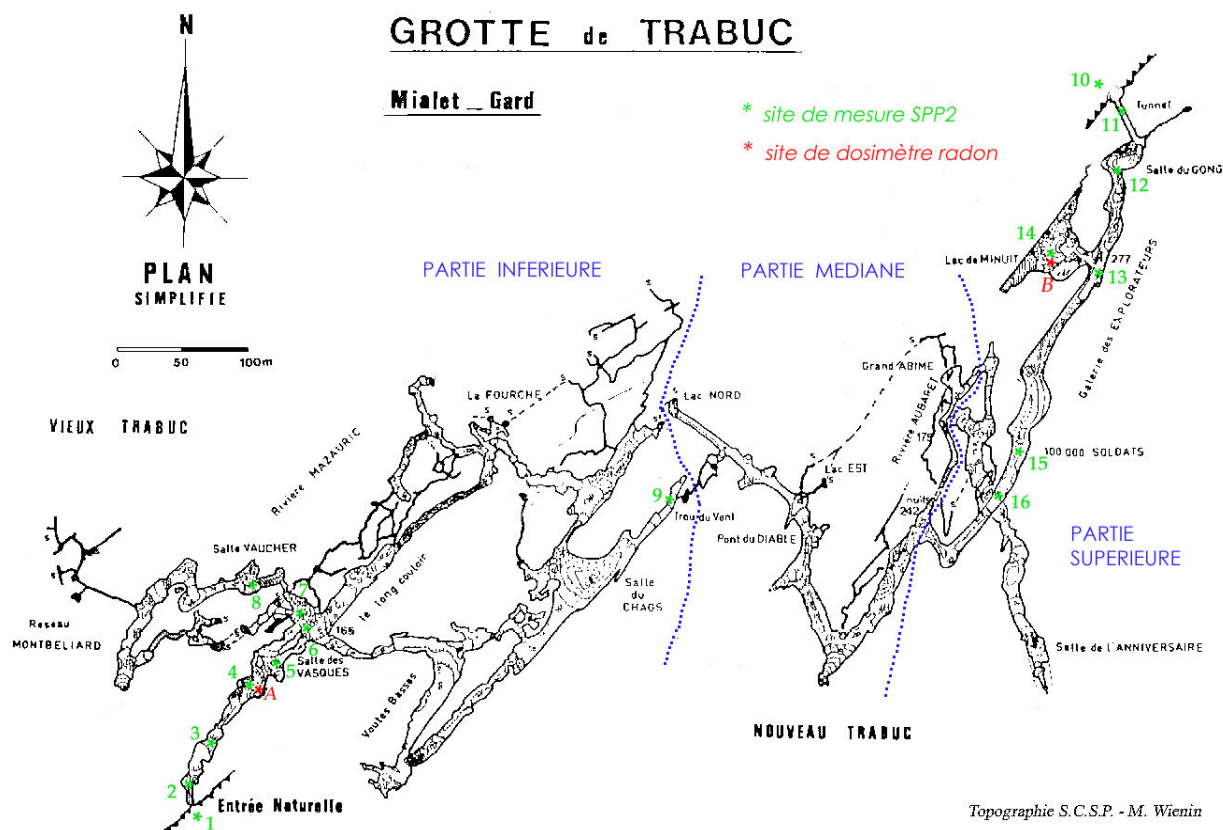 N
GROTTE de TRABUC
Mialet _ Gard
* site de mesure SPP2
* site de dosimètre radon
PLAN
SIMPLIFIE
0 50 100m
PARTIE INFERIEURE
PARTIE MEDIANE
PARTIE
SUPERIEURE
VIEUX TRABUC
NOUVEAU TRABUC
10
Tunnel
11
Salle du GONG
12
14
Lac de MINUIT
B
277
13
Galerie des EXPLORATEURS
Grand ABIME
Rivière AUBARET
100 000 SOLDATS
15
16
242
Salle de l'ANNIVERSAIRE
La FOURCHE
Lac NORD
Lac EST
Pont du DIABLE
9
Trou du Vent
Salle
du
CHAOS
Rivière MAZAURIC
Salle VAUCHER
8
7
le long couloir
165
6
Reseau
MONTBELIARD
5
Salle des
VASQUES
4
A
Voutes Basses
3
2
Entrée Naturelle
1
Topographie S.C.S.P. - M. Wienin